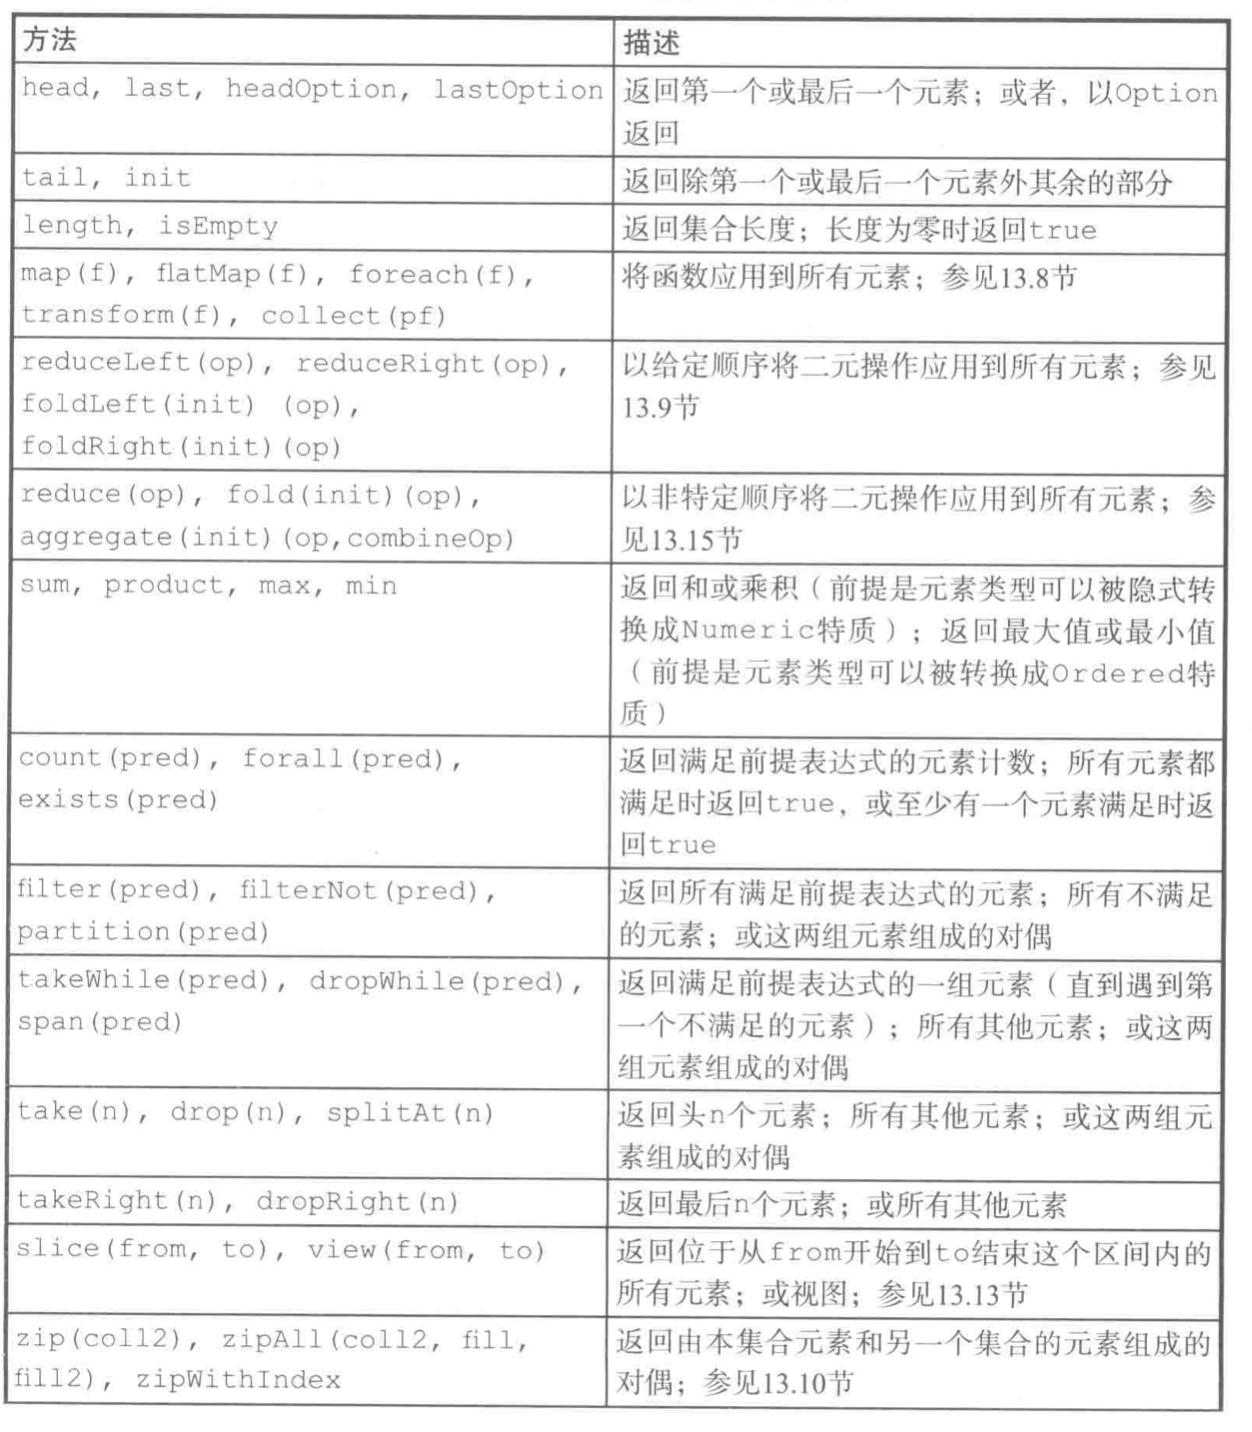 方法
描述
head, last, headOption, lastOption
返回第一个或最后一个元素；或者，以Option
返回
tail, init
返回除第一个或最后一个元素外其余的部分
length, isEmpty
返回集合长度；长度为零时返回true
map(f), flatMap(f), foreach(f),
transform(f), collect(pf)
将函数应用到所有元素；参见13.8节
reduceLeft(op), reduceRight(op),
foldLeft(init) (op),
foldRight(init)(op)
以给定顺序将二元操作应用到所有元素；参见
13.9节
reduce(op), fold(init)(op),
aggregate(init)(op,combineOp)
以非特定顺序将二元操作应用到所有元素；参
见13.15节
sum, product, max, min
返回和或乘积（前提是元素类型可以被隐式转
换成Numeric特质）；返回最大值或最小值
（前提是元素类型可以被转换成Ordered特
质）
count(pred), forall(pred),
exists(pred)
返回满足前提表达式的元素计数；所有元素都
满足时返回true，或至少有一个元素满足时返
回true
filter(pred), filterNot(pred),
partition(pred)
返回所有满足前提表达式的元素；所有不满足
的元素；或这两组元素组成的对偶
takeWhile(pred), dropWhile(pred),
span(pred)
返回满足前提表达式的一组元素（直到遇到第
一个不满足的元素）；所有其他元素；或这两
组元素组成的对偶
take(n), drop(n), splitAt(n)
返回头n个元素；所有其他元素；或这两组元
素组成的对偶
takeRight(n), dropRight(n)
返回最后n个元素；或所有其他元素
slice(from, to), view(from, to)
返回位于从from开始到to结束这个区间内的
所有元素；或视图；参见13.13节
zip(coll2), zipAll(coll2, fill,
fill2), zipWithIndex
返回由本集合元素和另一个集合的元素组成的
对偶；参见13.10节